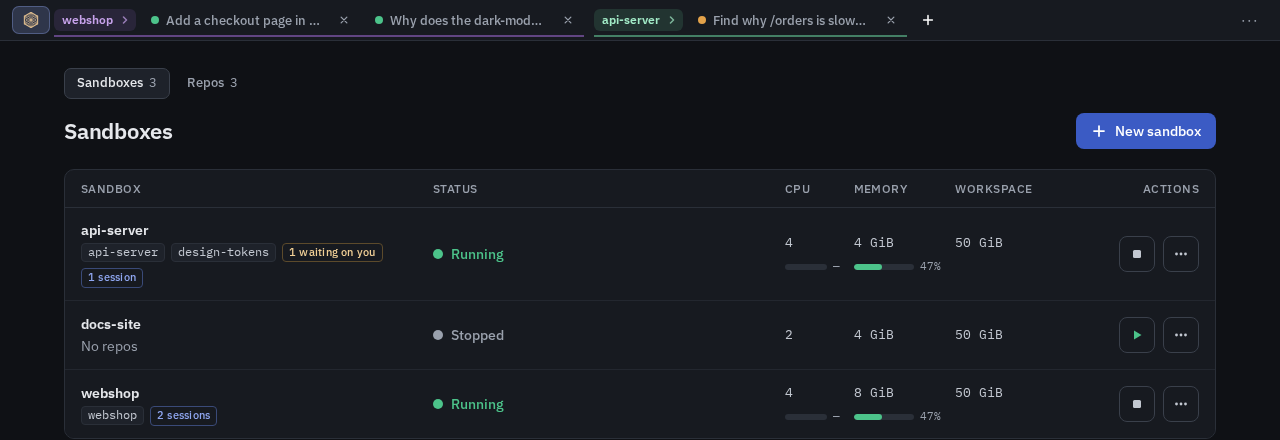 webshop > Add a checkout page in ... × Why does the dark-mod... × api-server > Find why /orders is slow... × + ...
Sandboxes 3 Repos 3
Sandboxes + New sandbox
SANDBOX STATUS CPU MEMORY WORKSPACE ACTIONS
api-server
api-server design-tokens 1 waiting on you
1 session
Running
4 4 GiB 50 GiB
– 47%
docs-site
No repos
Stopped 2 4 GiB 50 GiB
webshop
webshop 2 sessions
Running
4 8 GiB 50 GiB
– 47%